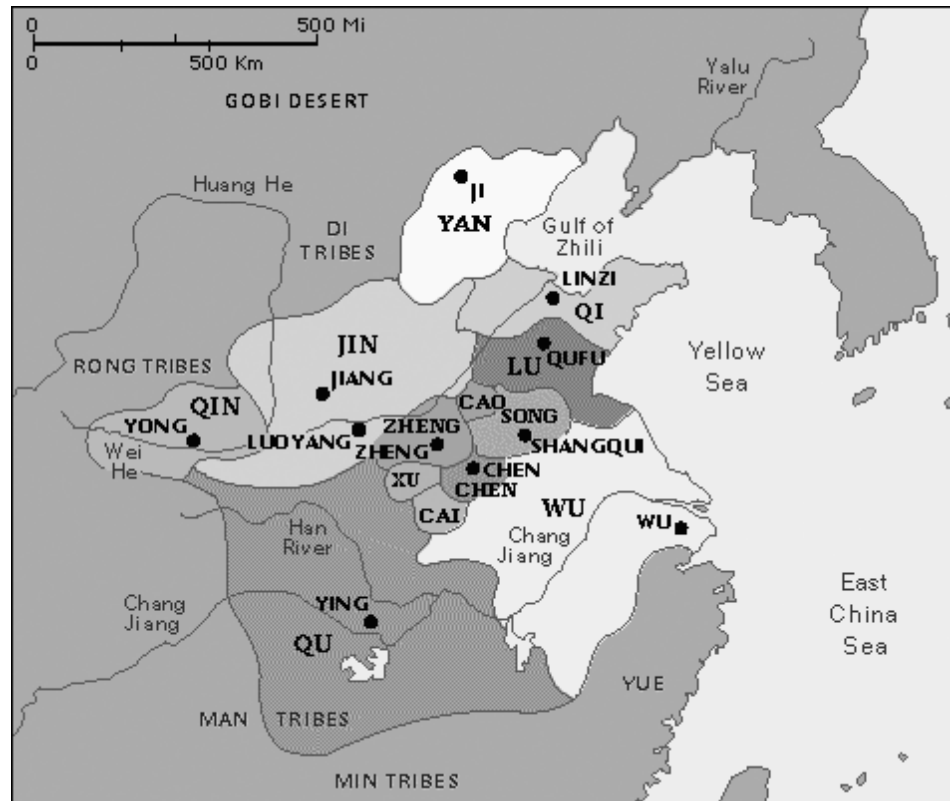 0 500 Mi
0 500 Km
GOBI DESERT
Yalu
River
Huang He
JI
YAN
DI
TRIBES
Gulf of
Zhili
LINZI
QI
JIN
RONG TRIBES
JIANG
LU
QUFU
Yellow
Sea
QIN
YONG
CAO
SONG
LUOYANG
ZHENG
ZHENG
SHANGQUI
Wei
He
XU
CHEN
CHEN
CAI
WU
WU
Han
River
Chang
Jiang
East
China
Sea
Chang
Jiang
YING
QU
YUE
MAN TRIBES
MIN TRIBES